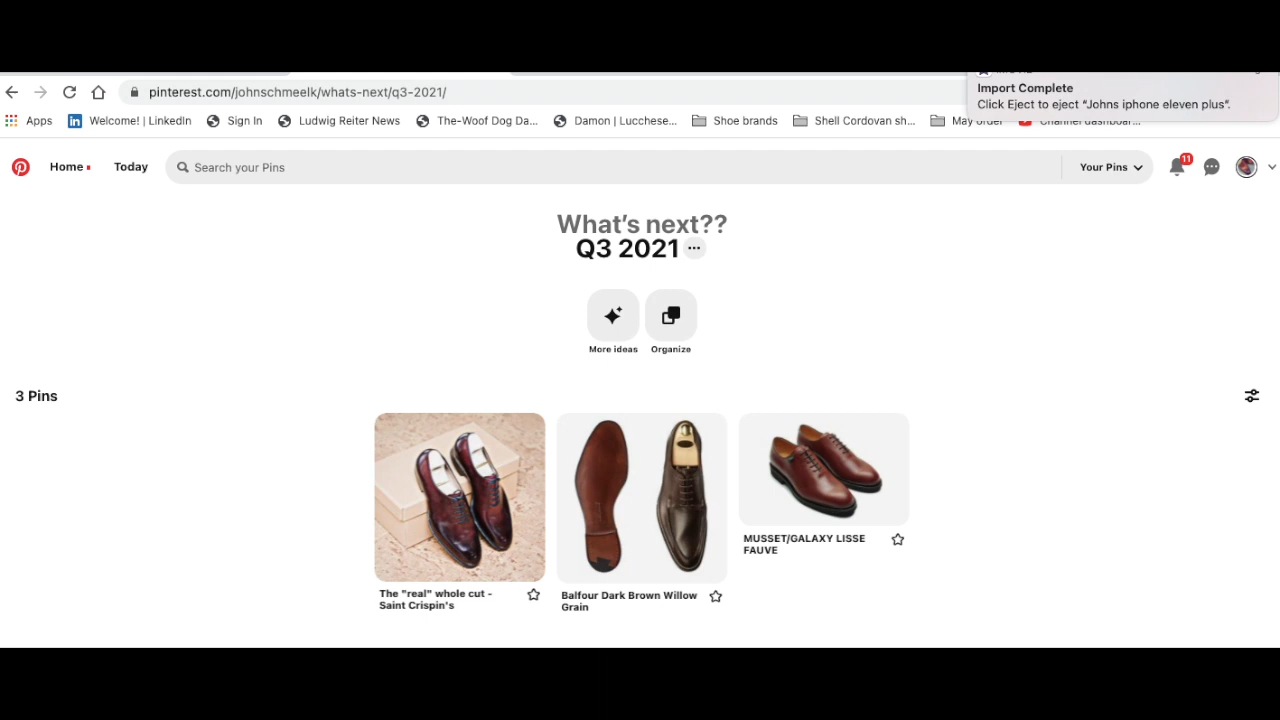 pinterest.com/johnschmeelk/whats-next/q3-2021/
Import Complete
Click Eject to eject “Johns iphone eleven plus”.
Apps
Welcome! | LinkedIn
Sign In
Ludwig Reiter News
The-Woof Dog Da...
Damon | Lucchese...
Shoe brands
Shell Cordovan sh...
May order
Channel dashboar...
Home
Today
Search your Pins
Your Pins
11
What’s next??
Q3 2021
More ideas
Organize
3 Pins
The "real" whole cut -
Saint Crispin's
Balfour Dark Brown Willow
Grain
MUSSET/GALAXY LISSE
FAUVE